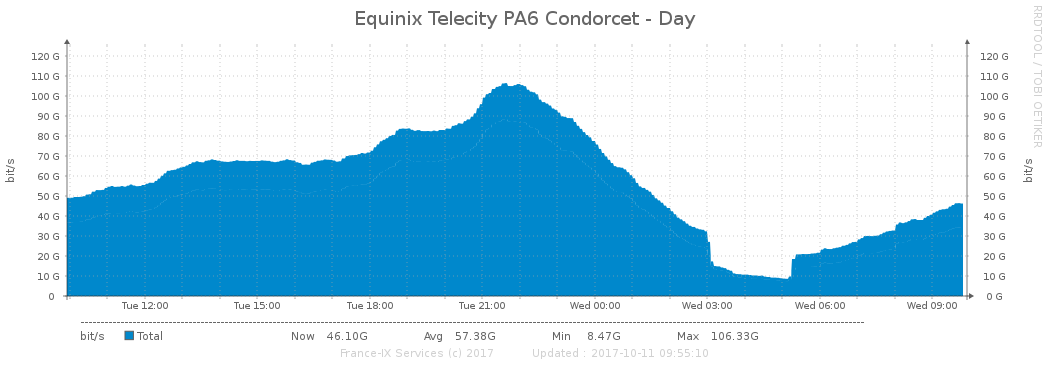 Equinix Telecity PA6 Condorcet - Day
RRDTOOL / TOBI OETIKER
bit/s
120 G 120 G
110 G 110 G
100 G 100 G
90 G 90 G
80 G 80 G
70 G 70 G
60 G 60 G
50 G 50 G
40 G 40 G
30 G 30 G
20 G 20 G
10 G 10 G
0 0 G
bit/s
Tue 12:00 Tue 15:00 Tue 18:00 Tue 21:00 Wed 00:00 Wed 03:00 Wed 06:00 Wed 09:00
bit/s Total Now 46.10G Avg 57.38G Min 8.47G Max 106.33G
France-IX Services (c) 2017 Updated : 2017-10-11 09:55:10